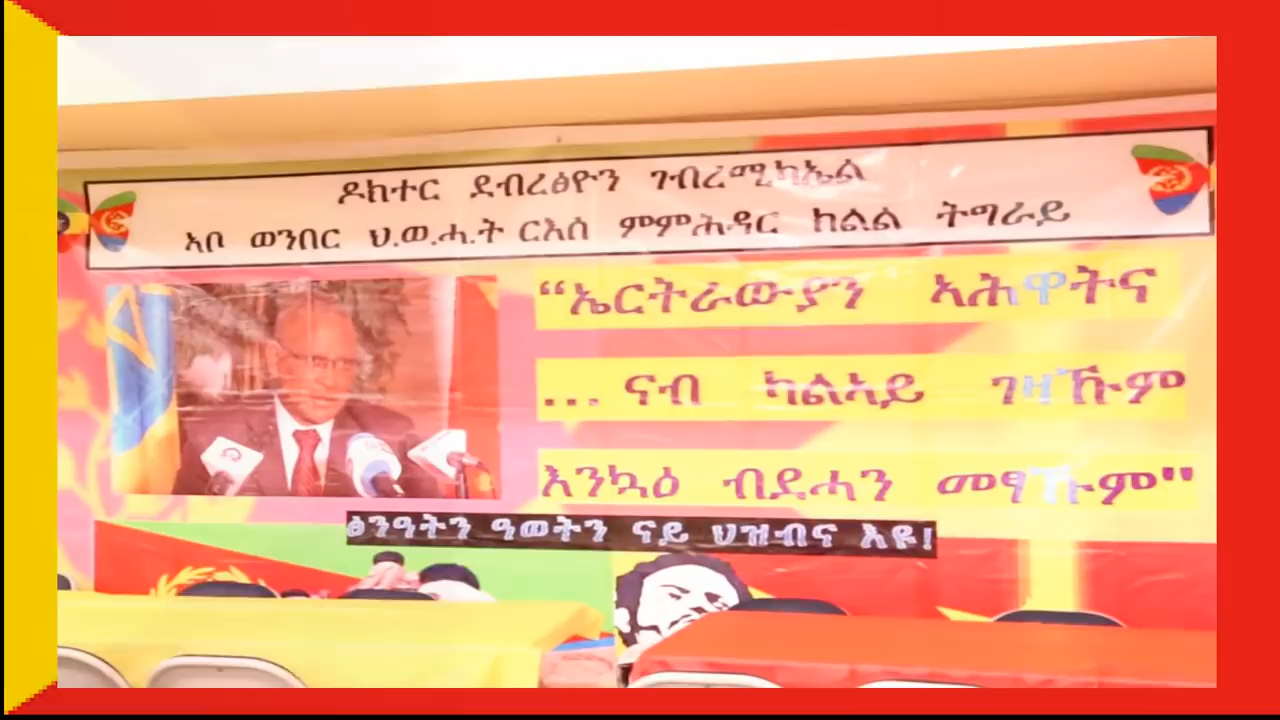 ዶክተር ደብረፅዮን ገብረሚካኤል
ኣቦ ወንበር ህ.ወ.ሓ.ት ርእሰ ምምሕዳር ክልል ትግራይ
“ኤርትራውያን ኣሕዋትና
... ናብ ካልኣይ ገዛኹም
እንኳዕ ብደሓን መፃኹም"
ፅንዓትን ዓወትን ናይ ህዝብና እዩ!